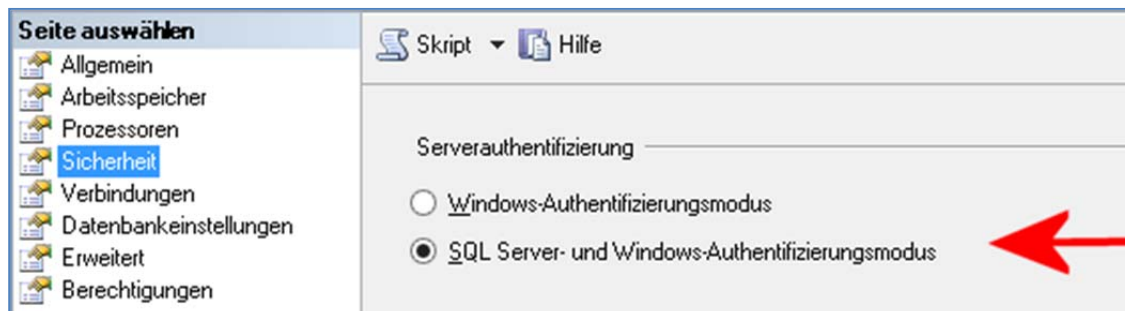 Seite auswählen
Allgemein
Arbeitsspeicher
Prozessoren
Sicherheit
Verbindungen
Datenbankeinstellungen
Erweitert
Berechtigungen
Skript
Hilfe
Serverauthentifizierung
Windows-Authentifizierungsmodus
SQL Server- und Windows-Authentifizierungsmodus